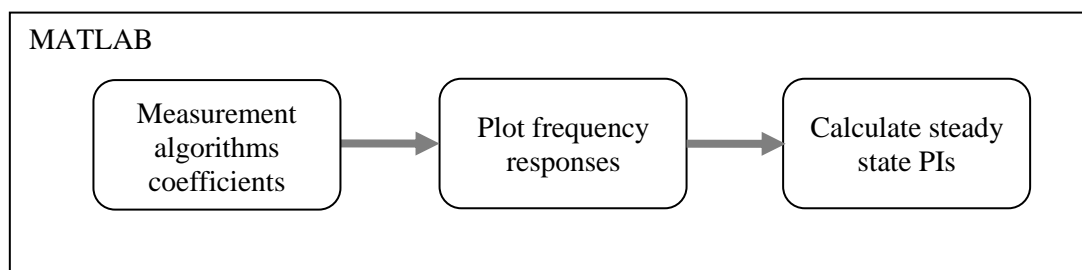 MATLAB
Measurement
algorithms
coefficients
Plot frequency
responses
Calculate steady
state PIs